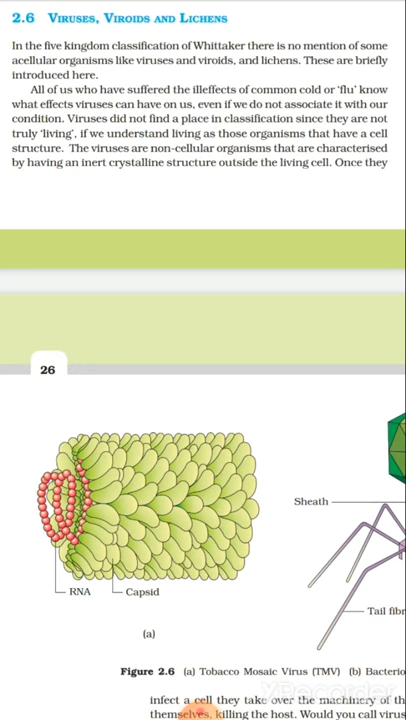 2.6 VIRUSES, VIROIDS AND LICHENS
In the five kingdom classification of Whittaker there is no mention of some
acellular organisms like viruses and viroids, and lichens. These are briefly
introduced here.
All of us who have suffered the illeffects of common cold or ‘flu’ know
what effects viruses can have on us, even if we do not associate it with our
condition. Viruses did not find a place in classification since they are not
truly ‘living’, if we understand living as those organisms that have a cell
structure. The viruses are non-cellular organisms that are characterised
by having an inert crystalline structure outside the living cell. Once they
26
Sheath
Tail fibr
RNA
Capsid
(a)
Figure 2.6 (a) Tobacco Mosaic Virus (TMV) (b) Bacterio
infect a cell they take over the machinery of th
themselves, killing the host. Would you call virus